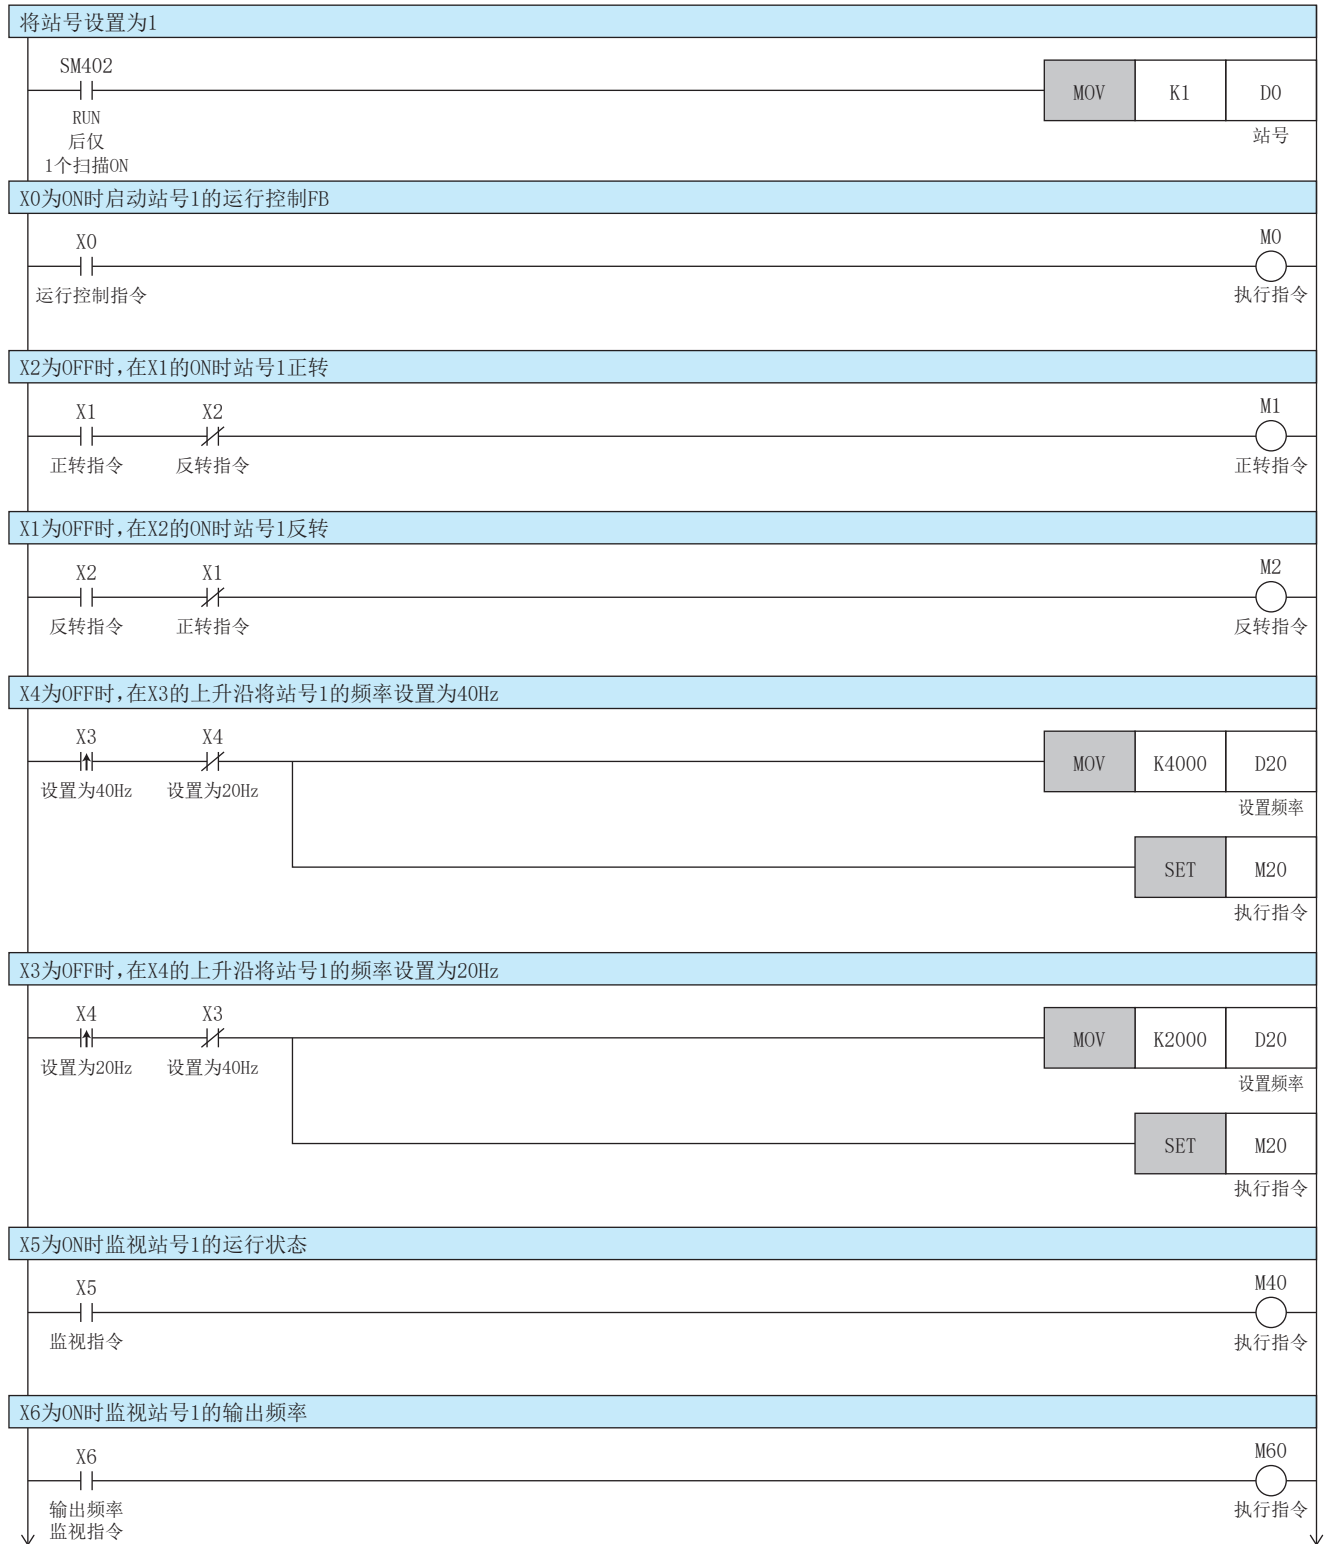 将站号设置为1
SM402
MOV K1 D0
RUN
后仅
1个扫描ON
站号
X0为ON时启动站号1的运行控制FB
X0 M0
运行控制指令 执行指令
X2为OFF时，在X1的ON时站号1正转
X1 X2 M1
正转指令 反转指令 正转指令
X1为OFF时，在X2的ON时站号1反转
X2 X1 M2
反转指令 正转指令 反转指令
X4为OFF时，在X3的上升沿将站号1的频率设置为40Hz
X3 X4
MOV K4000 D20
设置为40Hz 设置为20Hz
设置频率
SET M20
执行指令
X3为OFF时，在X4的上升沿将站号1的频率设置为20Hz
X4 X3
MOV K2000 D20
设置为20Hz 设置为40Hz
设置频率
SET M20
执行指令
X5为ON时监视站号1的运行状态
X5 M40
监视指令 执行指令
X6为ON时监视站号1的输出频率
X6 M60
输出频率 执行指令
监视指令